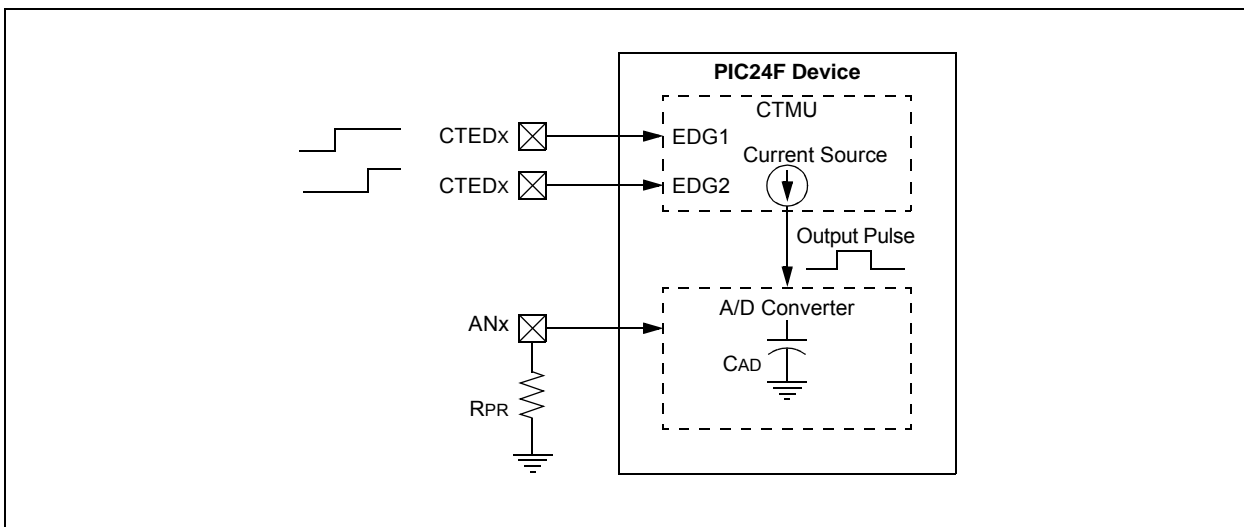 PIC24F Device
CTMU
CTEDx
EDG1
Current Source
CTEDx
EDG2
Output Pulse
A/D Converter
ANx
CAD
RPR